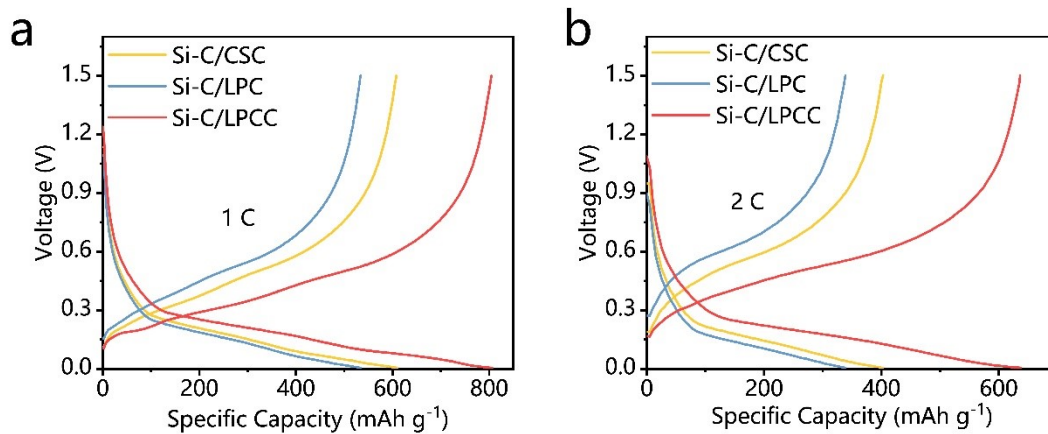 a
Si-C/CSC
Si-C/LPC
Si-C/LPCC
1 C
1.5
1.2
0.9
0.6
0.3
0.0
Voltage (V)
0 200 400 600 800
Specific Capacity (mAh g⁻¹)
b
Si-C/CSC
Si-C/LPC
Si-C/LPCC
2 C
1.5
1.2
0.9
0.6
0.3
0.0
Voltage (V)
0 200 400 600
Specific Capacity (mAh g⁻¹)